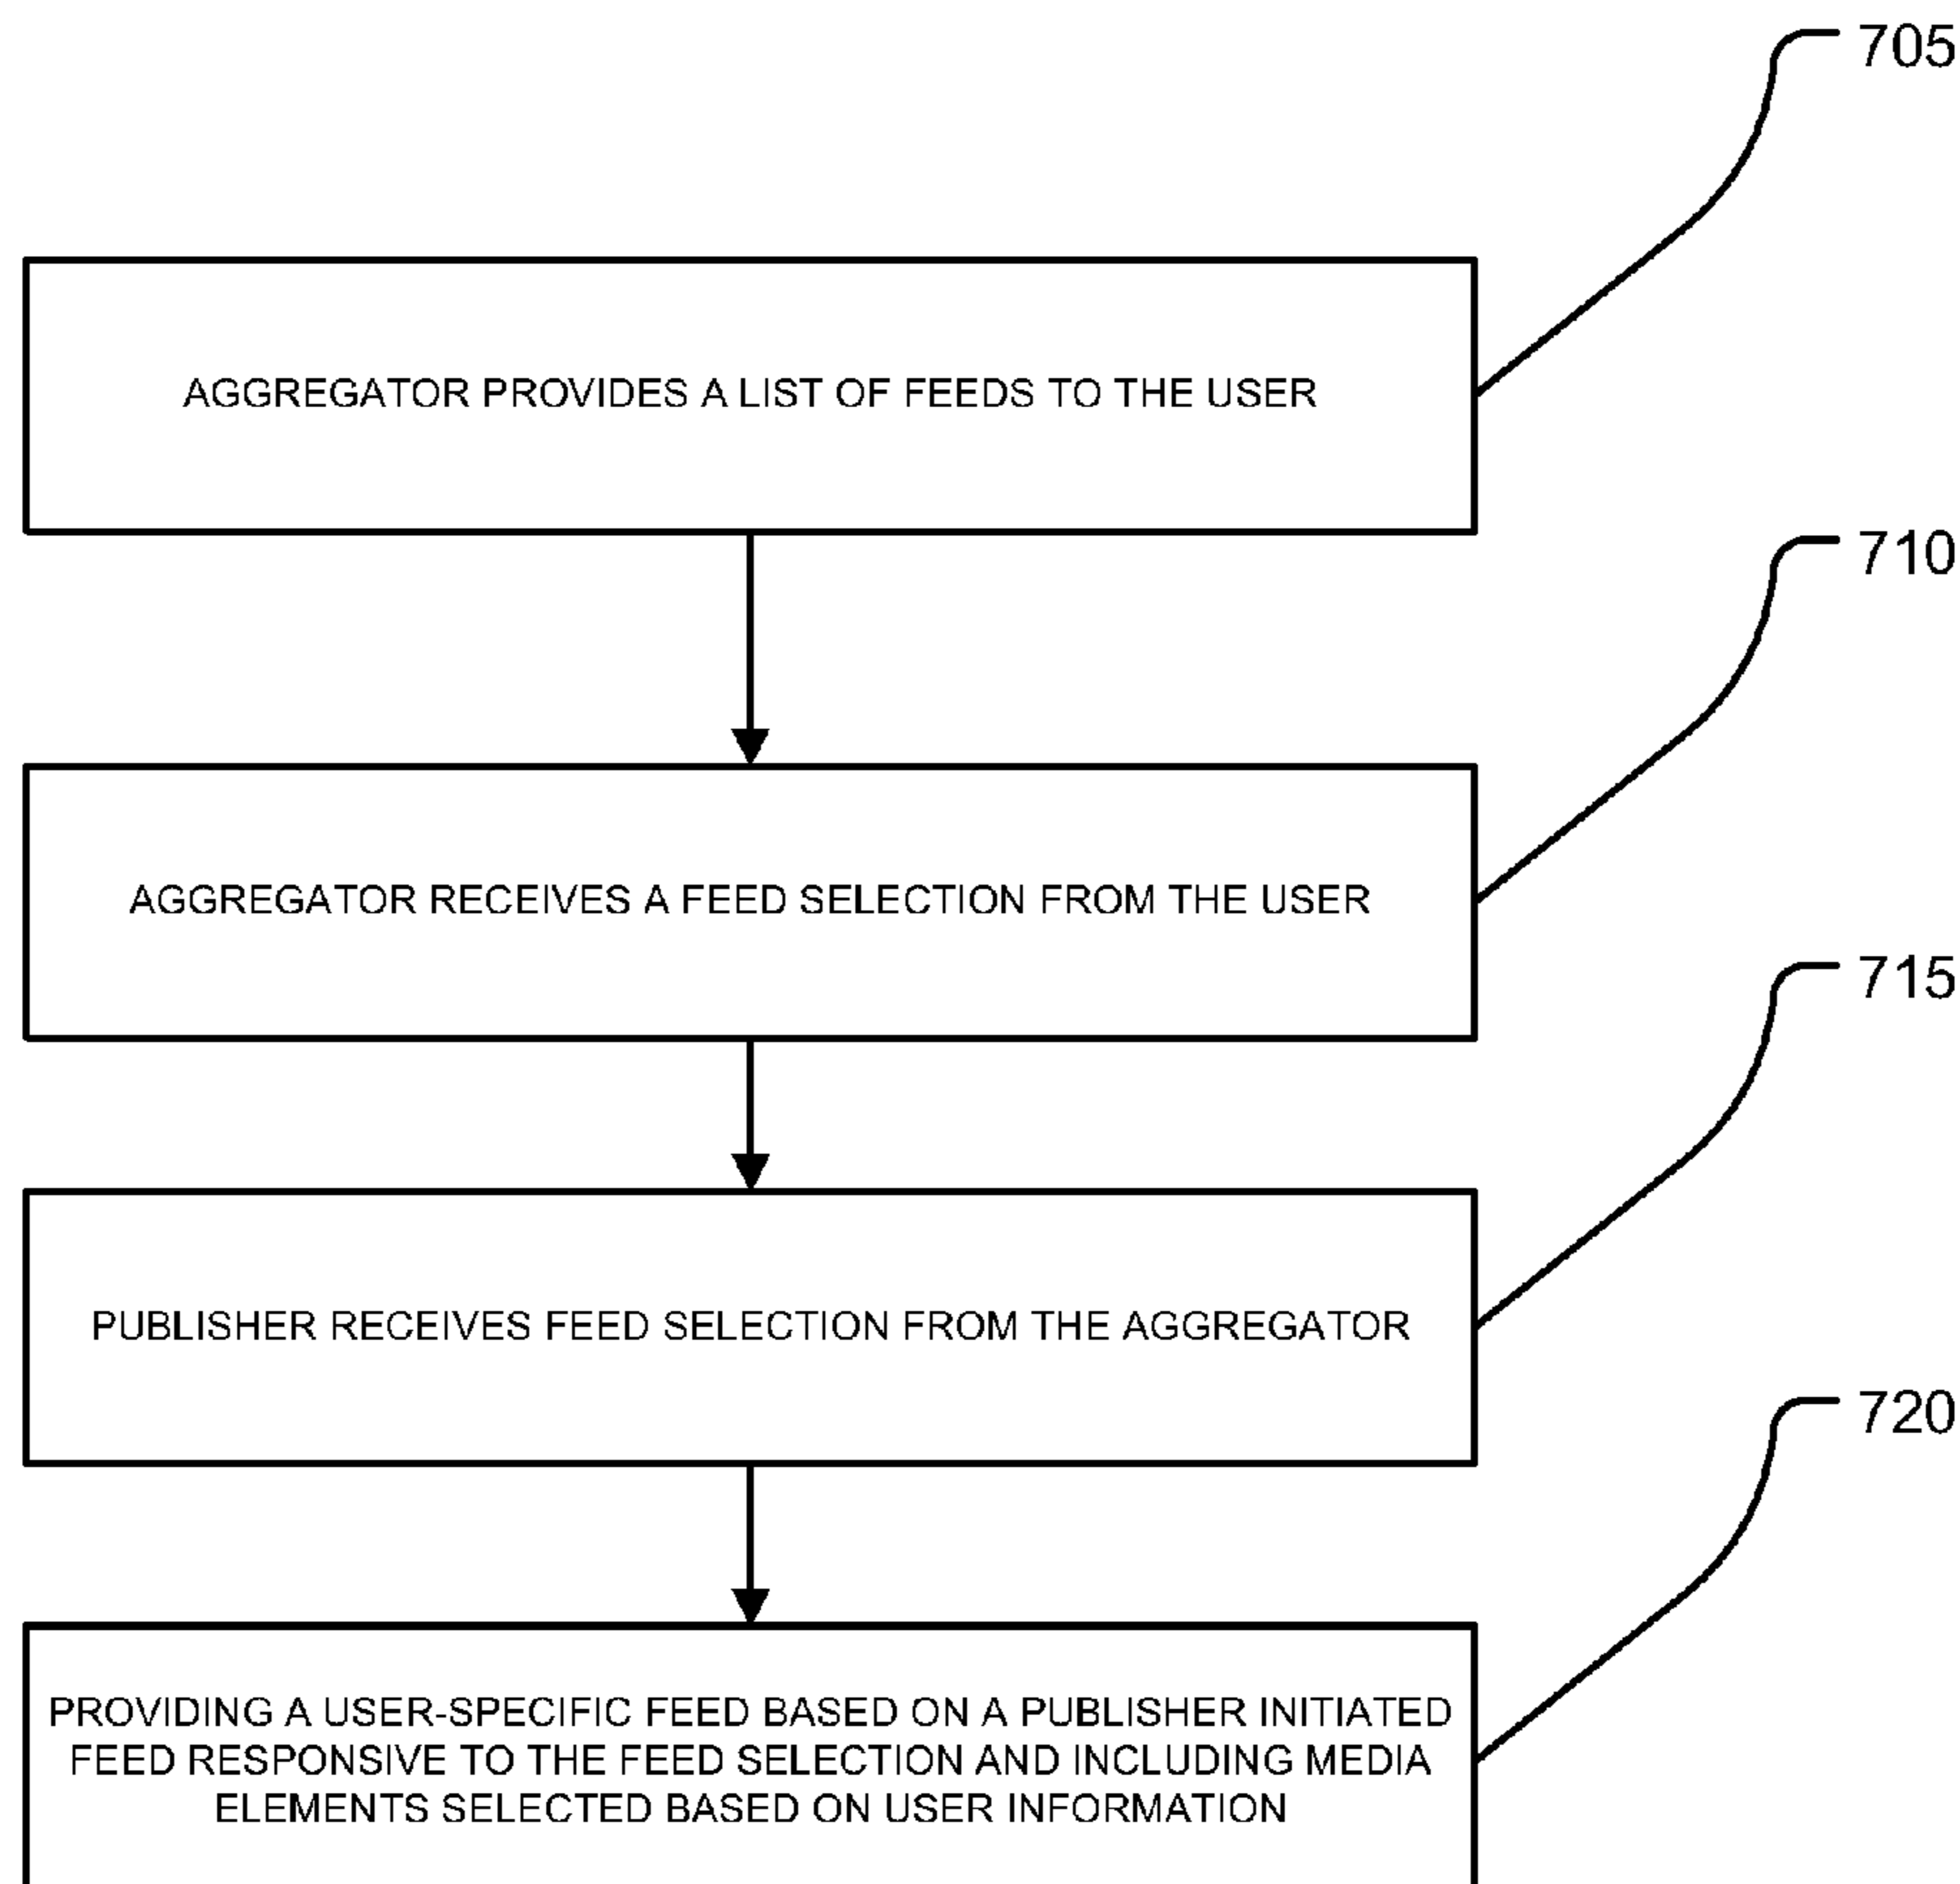 705
AGGREGATOR PROVIDES A LIST OF FEEDS TO THE USER
710
AGGREGATOR RECEIVES A FEED SELECTION FROM THE USER
715
PUBLISHER RECEIVES FEED SELECTION FROM THE AGGREGATOR
720
PROVIDING A USER-SPECIFIC FEED BASED ON A PUBLISHER INITIATED
FEED RESPONSIVE TO THE FEED SELECTION AND INCLUDING MEDIA
ELEMENTS SELECTED BASED ON USER INFORMATION